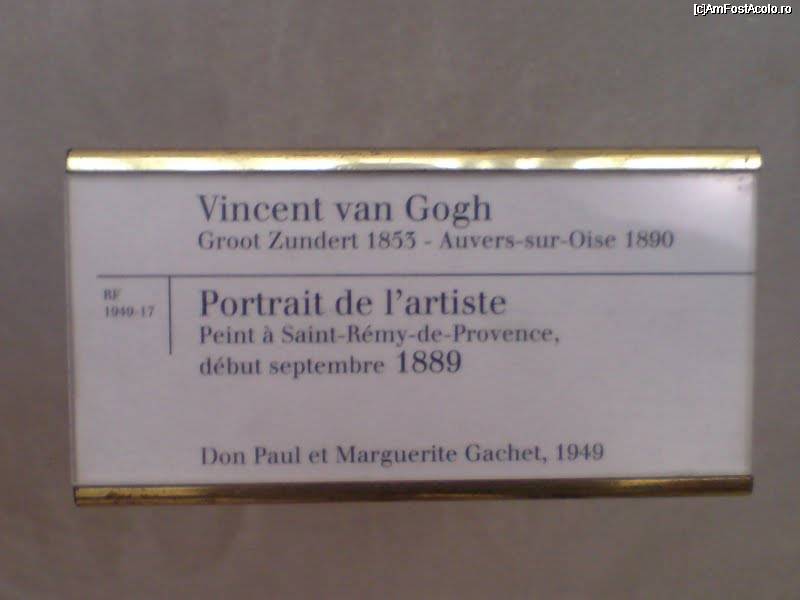 [c]AmFostAcolo.ro
Vincent van Gogh
Groot Zundert 1853 - Auvers-sur-Oise 1890
RF
1949-17
Portrait de l'artiste
Peint à Saint-Rémy-de-Provence,
début septembre 1889
Don Paul et Marguerite Gachet, 1949